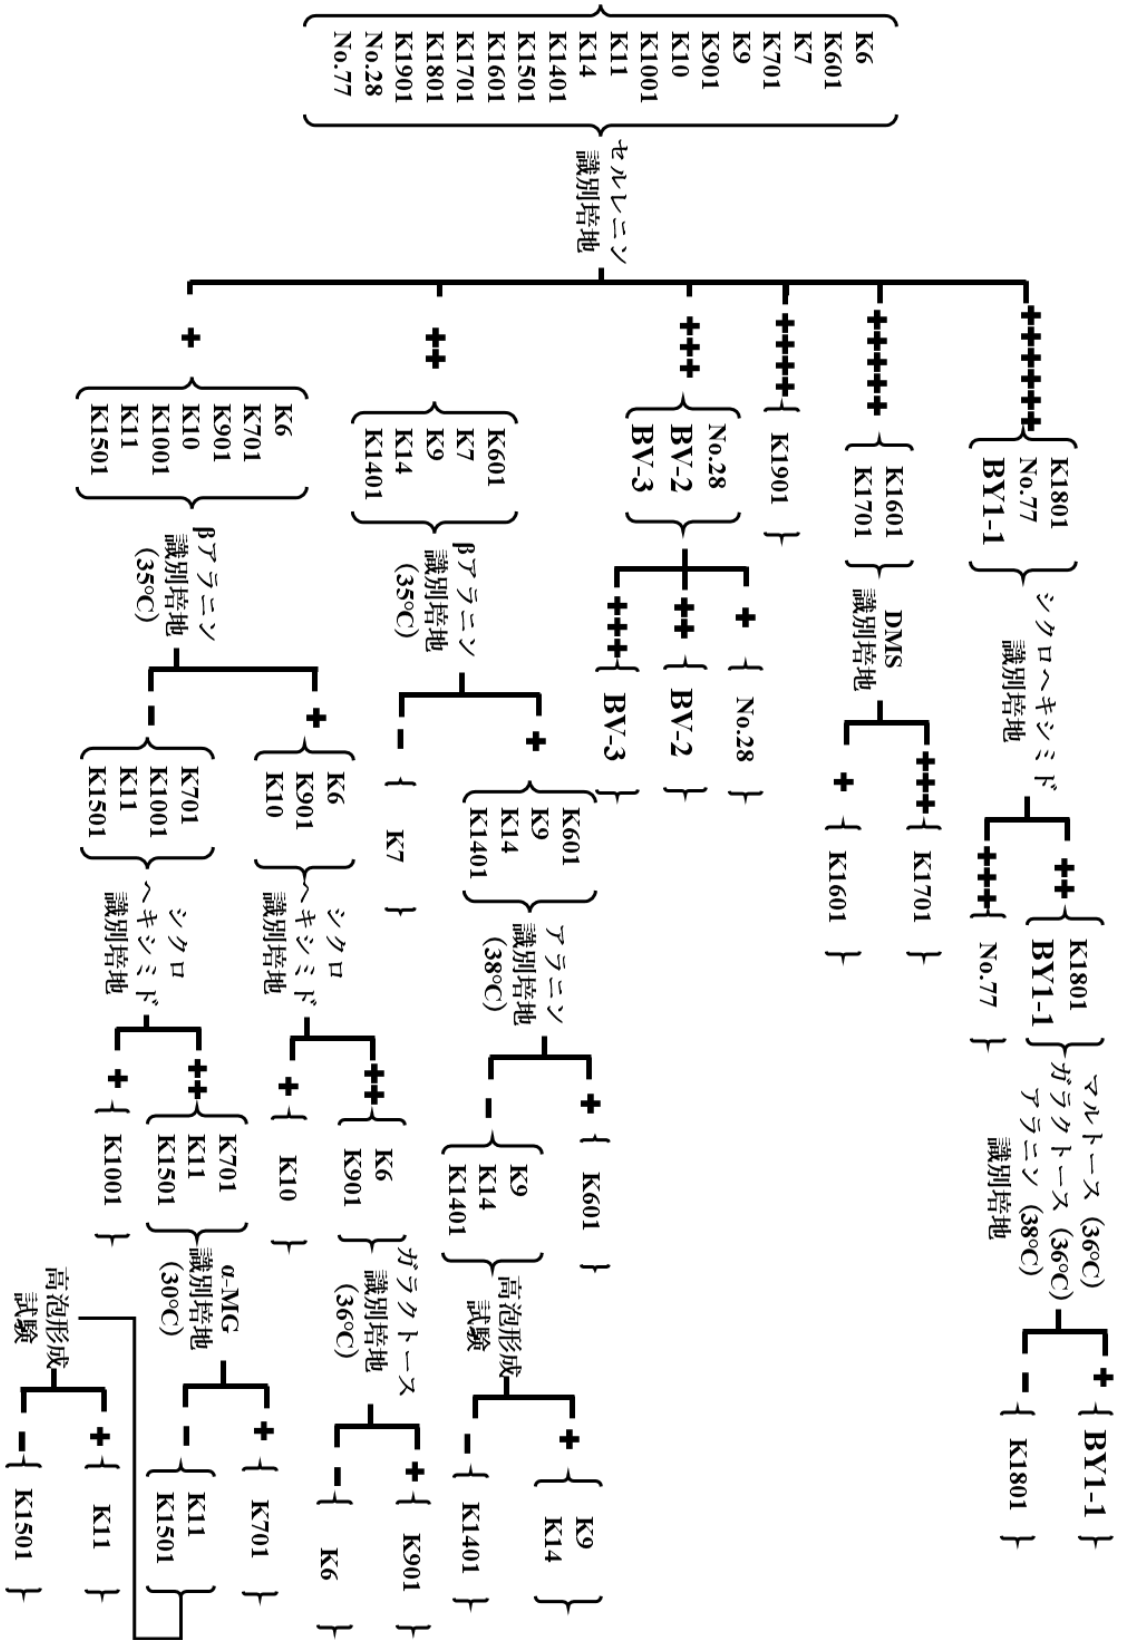 K6
K601
K7
K701
K9
K901
K10
K1001
K11
K14
K1401
K1501
K1601
K1701
K1801
K1901
No.28
No.77
セルレニン
識別培地
++++++
K1801
No.77
BY1-1
シクロヘキシミド
識別培地
++
K1801
BY1-1
マルトース (36°C)
ガラクトース (36°C)
アラニン (38°C)
識別培地
+
BY1-1
-
K1801
+++
No.77
+++++
K1601
K1701
DMS
識別培地
+++
K1701
+
K1601
++++
K1901
+++
No.28
BV-2
BV-3
+
No.28
++
BV-2
+++
BV-3
++
K601
K7
K9
K14
K1401
βアラニン
識別培地
(35°C)
+
K601
K9
K14
K1401
アラニン
識別培地
(38°C)
+
K601
-
K9
K14
K1401
高泡形成
試験
+
K9
K14
-
K1401
-
K7
+
K6
K701
K901
K10
K1001
K11
K1501
βアラニン
識別培地
(35°C)
+
K6
K901
K10
シクロ
ヘキシミド
識別培地
++
K6
K901
ガラクトース
識別培地
(36°C)
+
K901
-
K6
+
K10
-
K701
K1001
K11
K1501
シクロ
ヘキシミド
識別培地
++
K701
K11
K1501
α-MG
識別培地
(30°C)
+
K701
-
K11
K1501
+
K1001
高泡形成
試験
+
K11
-
K1501